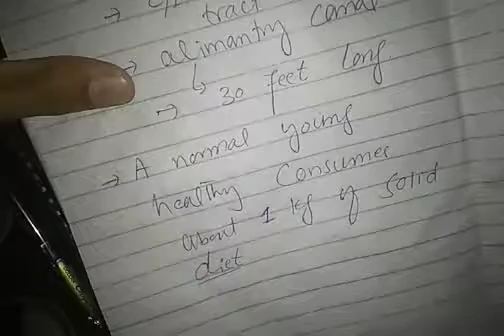 → tract
→ alimantry canal
↳
→ 30 feet long.
→ A normal young
healthy Consumes
about 1 kg of solid
diet